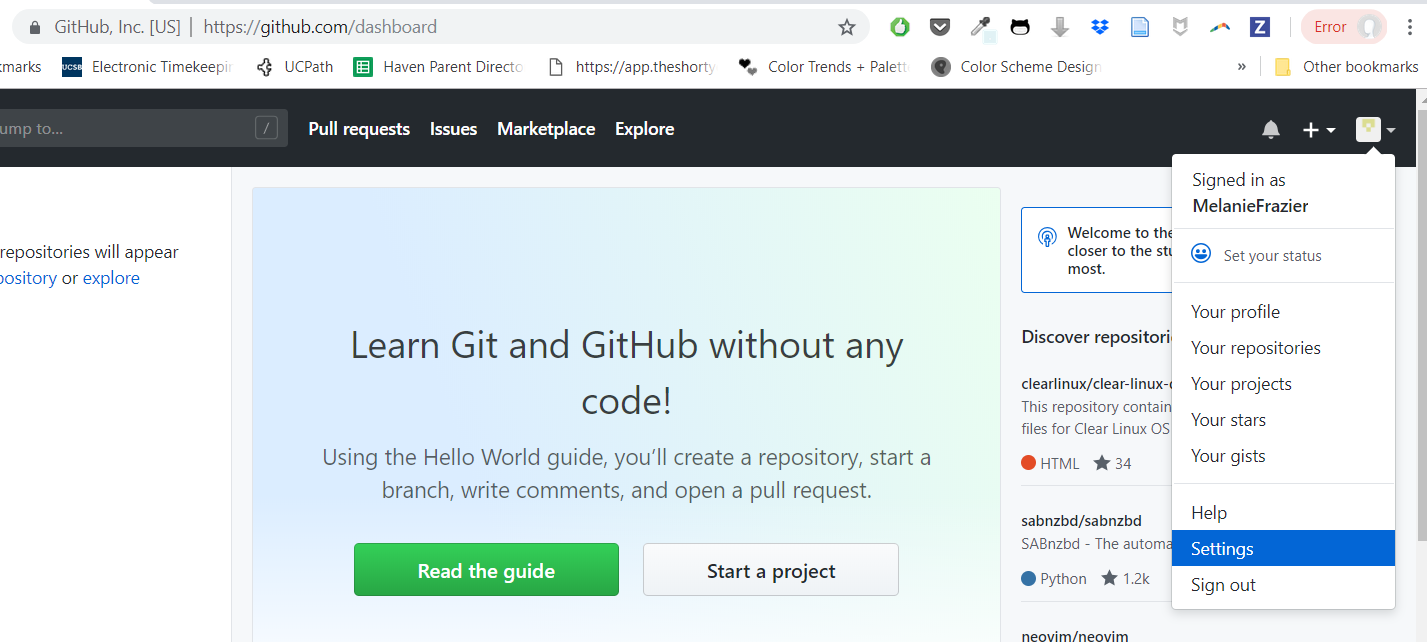 GitHub, Inc. [US] | https://github.com/dashboard
Error
kmarks UCSB Electronic Timekeepin UCPath Haven Parent Directo https://app.theshorty Color Trends + Palett Color Scheme Design » Other bookmarks
ump to... /
Pull requests Issues Marketplace Explore
Signed in as
MelanieFrazier
Set your status
Your profile
Your repositories
Your projects
Your stars
Your gists
Help
Settings
Sign out
repositories will appear
pository or explore
Learn Git and GitHub without any
code!
Using the Hello World guide, you’ll create a repository, start a
branch, write comments, and open a pull request.
Read the guide Start a project
Welcome to the
closer to the stu
most.
Discover repositorie
clearlinux/clear-linux-d
This repository contain
files for Clear Linux OS
HTML 34
sabnzbd/sabnzbd
SABnzbd - The automa
Python 1.2k
neovim/neovim